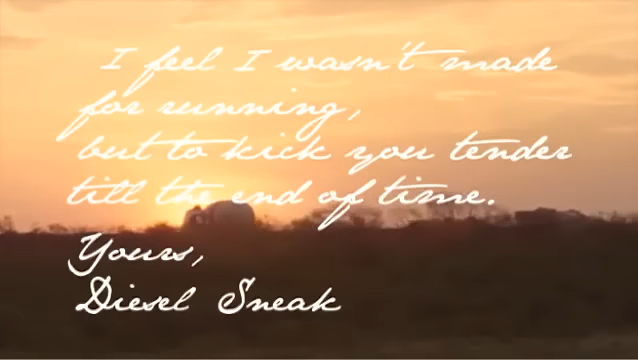 I feel I wasn't made
for running,
but to kick you tender
till the end of time.
Yours,
Diesel Sneak